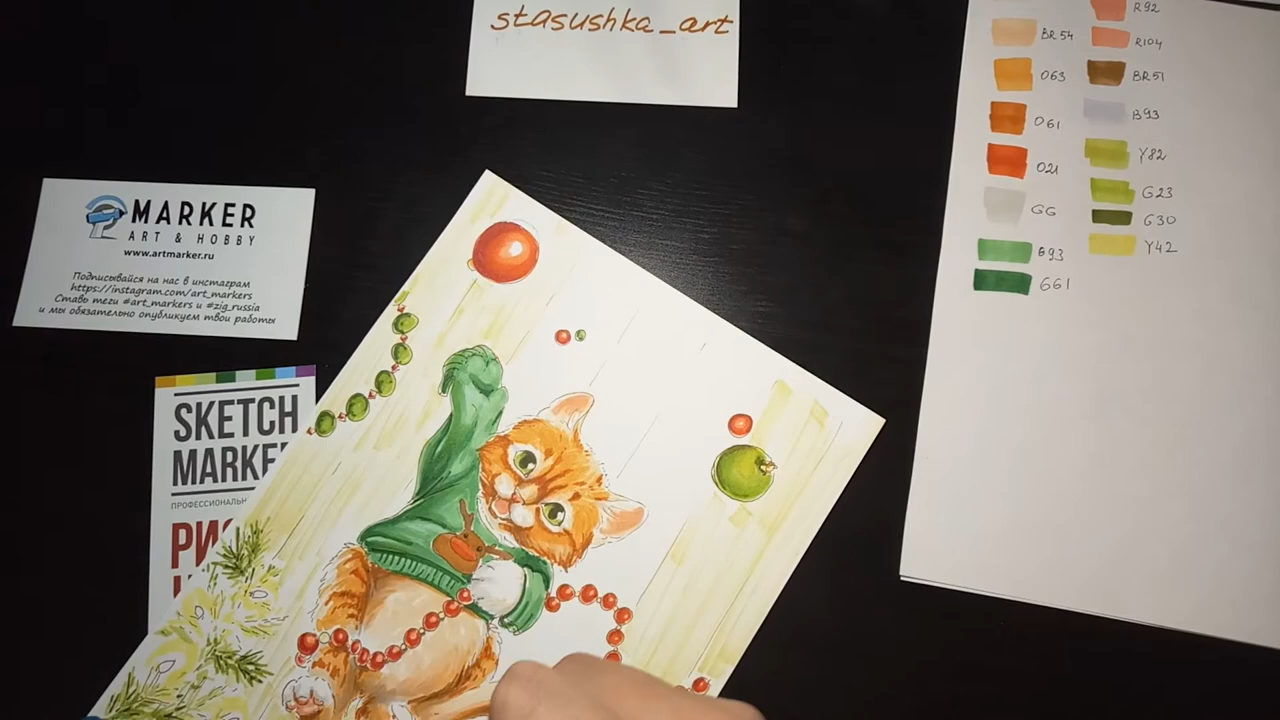 stasushka_art
MARKER
ART & HOBBY
www.artmarker.ru
Подписывайся на нас в инстаграм
https://instagram.com/art_markers
Ставь теги #art_markers и #zig_russia
и мы обязательно опубликуем твои работы
SKETCH
MARKE
R92
BR54
R104
O63
BR51
O61
B93
O21
Y82
GG
G23
G30
Y42
G61